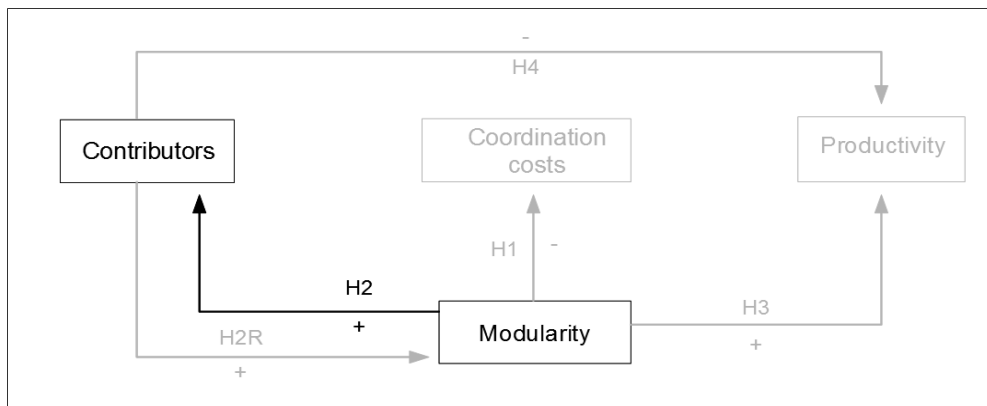 -
H4
Contributors
Coordination
costs
Productivity
H1
-
H2
+
H2R
+
Modularity
H3
+